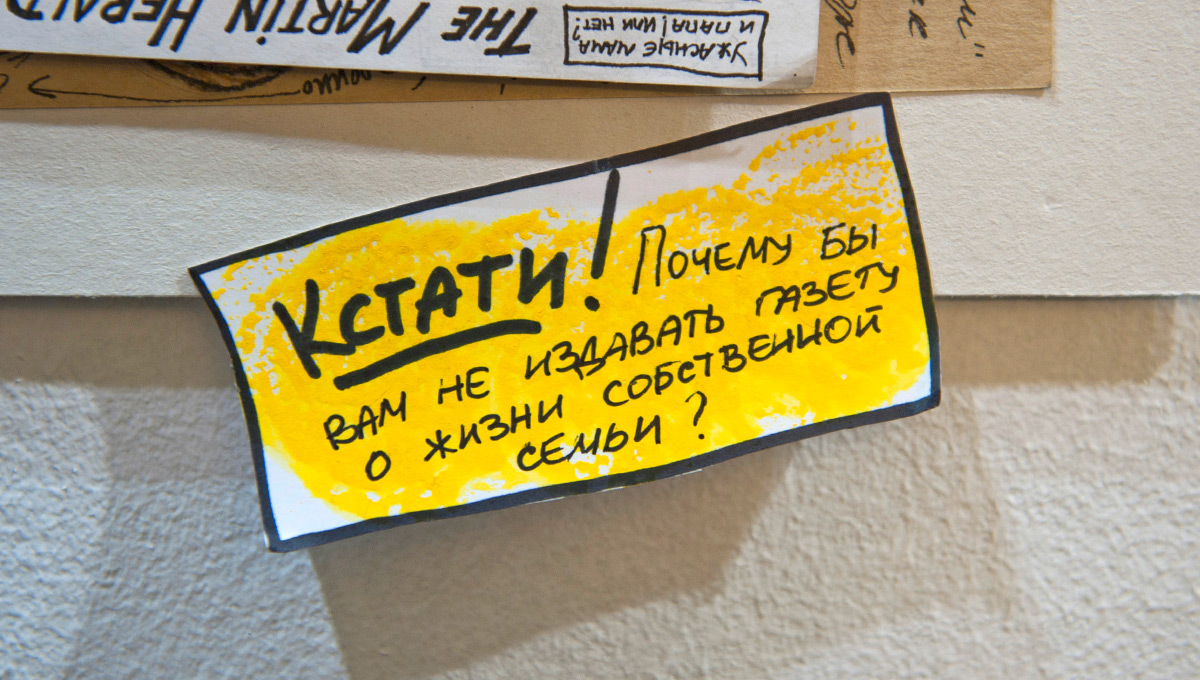 THE MARTIN HERALD
УЖАСНЫЕ МАМА
И ПАПА! ИЛИ НЕТ?
КСТАТИ! ПОЧЕМУ БЫ
ВАМ НЕ ИЗДАВАТЬ ГАЗЕТУ
О ЖИЗНИ СОБСТВЕННОЙ
СЕМЬИ?